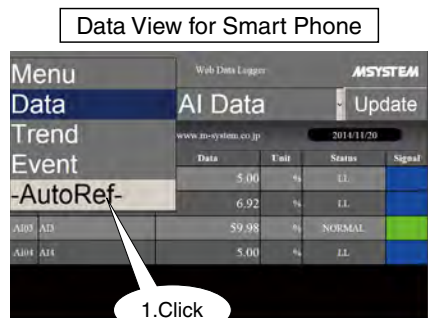 Data View for Smart Phone
Menu
Web Data Logger
MSYSTEM
Data
AI Data
Update
Trend
www.m-system.co.jp
2014/11/20
Event
Data Unit Status Signal
-AutoRef-
5.00 % LL
6.92 % LL
AI03 AI3 59.98 % NORMAL
AI04 AI4 5.00 % LL
1.Click